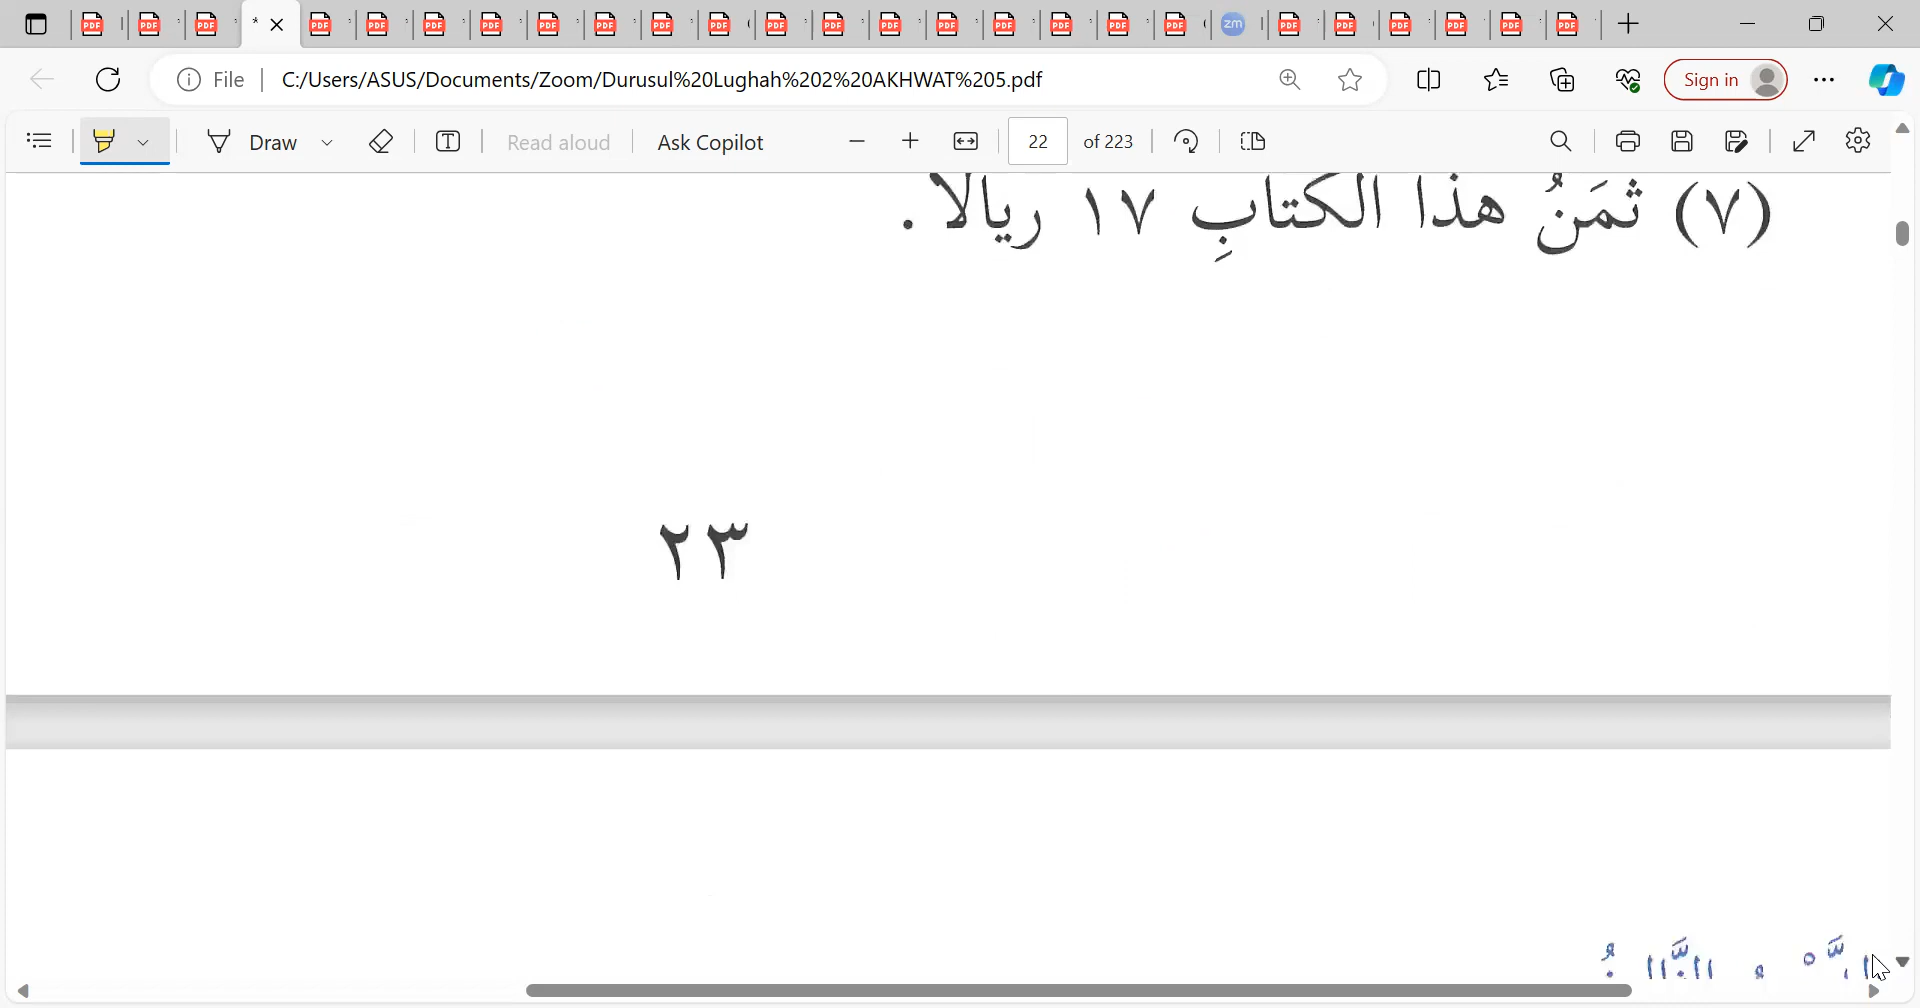 File
C:/Users/ASUS/Documents/Zoom/Durusul%20Lughah%202%20AKHWAT%205.pdf
Sign in
Draw
Read aloud
Ask Copilot
22 of 223
(٧) ثَمَنُ هذا الكتابِ ١٧ ريالا .
٢٣